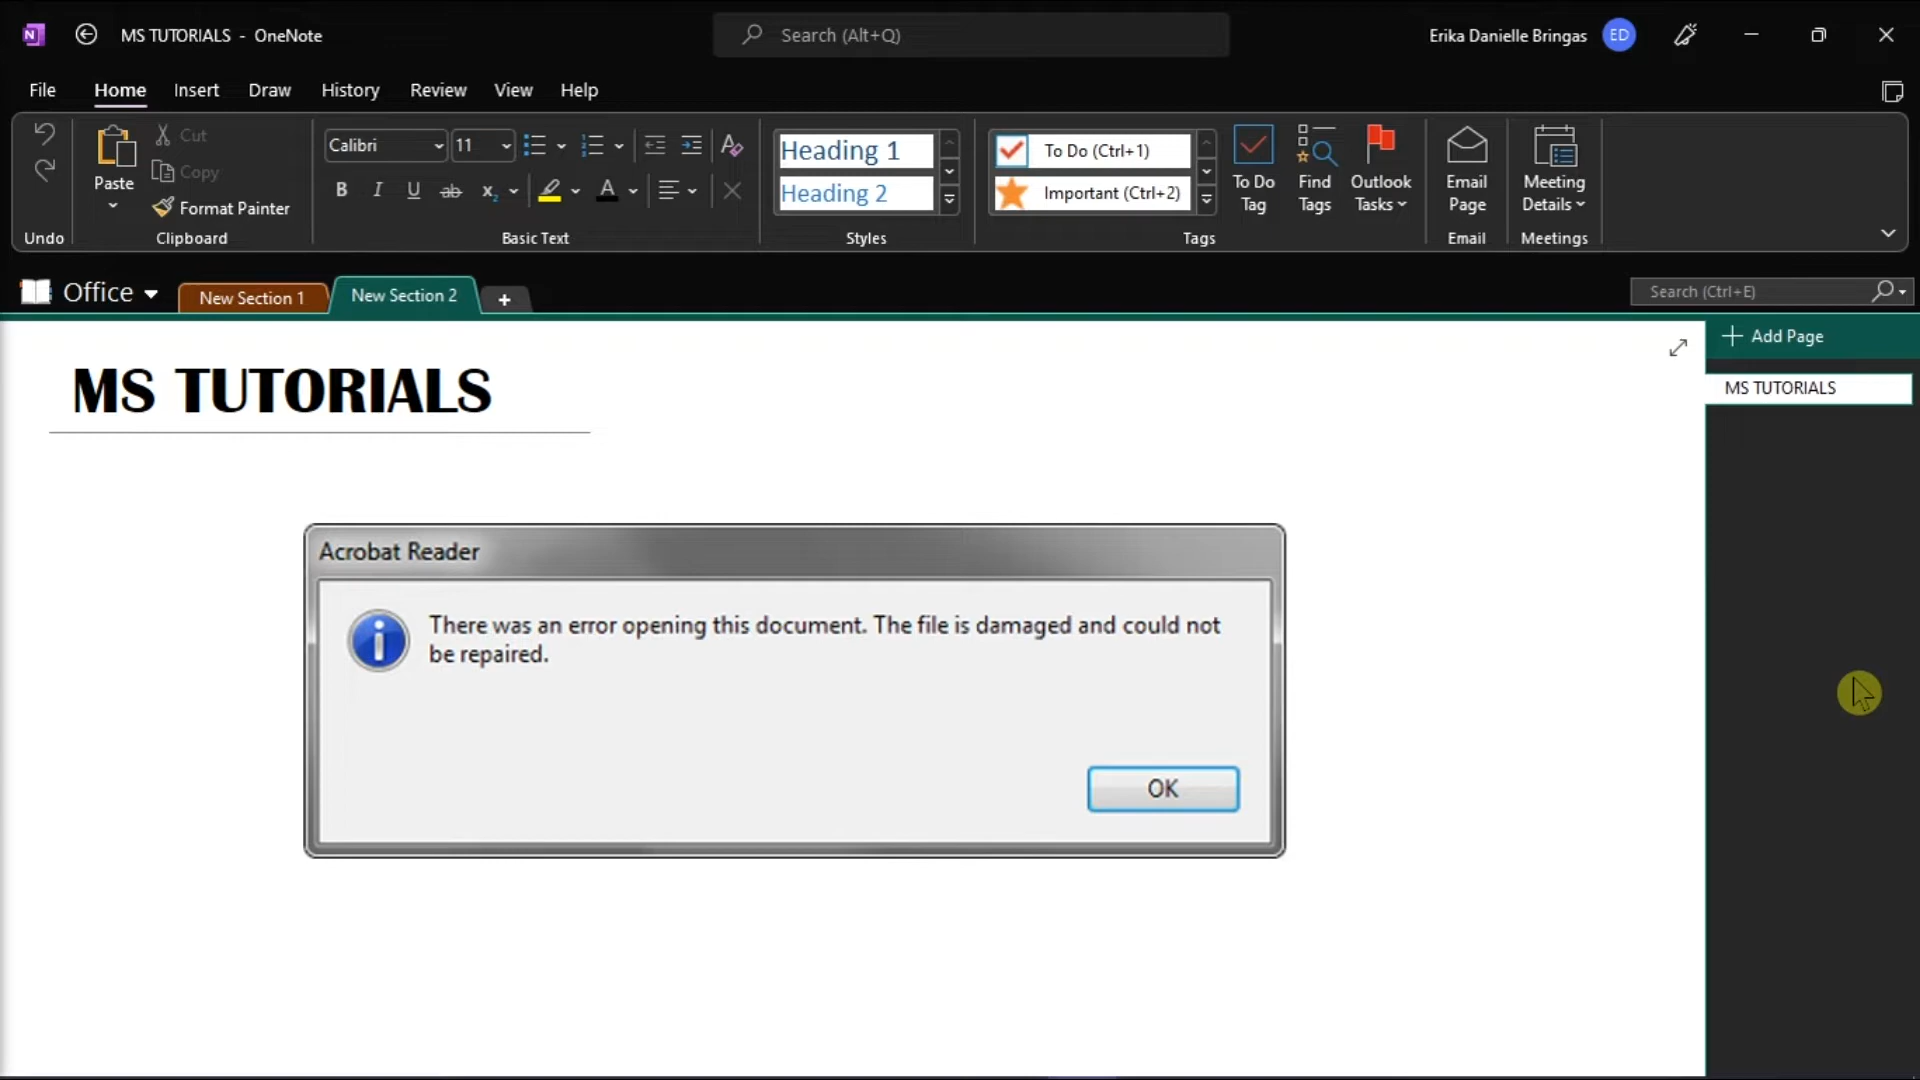 MS TUTORIALS - OneNote
Search (Alt+Q)
Erika Danielle Bringas
ED
File Home Insert Draw History Review View Help
Paste
Cut
Copy
Format Painter
Calibri 11
B I U ab x₂ A
Heading 1
Heading 2
To Do (Ctrl+1)
Important (Ctrl+2)
To Do
Tag
Find
Tags
Outlook
Tasks
Email
Page
Meeting
Details
Undo Clipboard Basic Text Styles Tags Email Meetings
Office New Section 1 New Section 2 +
Search (Ctrl+E)
Add Page
MS TUTORIALS
MS TUTORIALS
Acrobat Reader
There was an error opening this document. The file is damaged and could not
be repaired.
OK